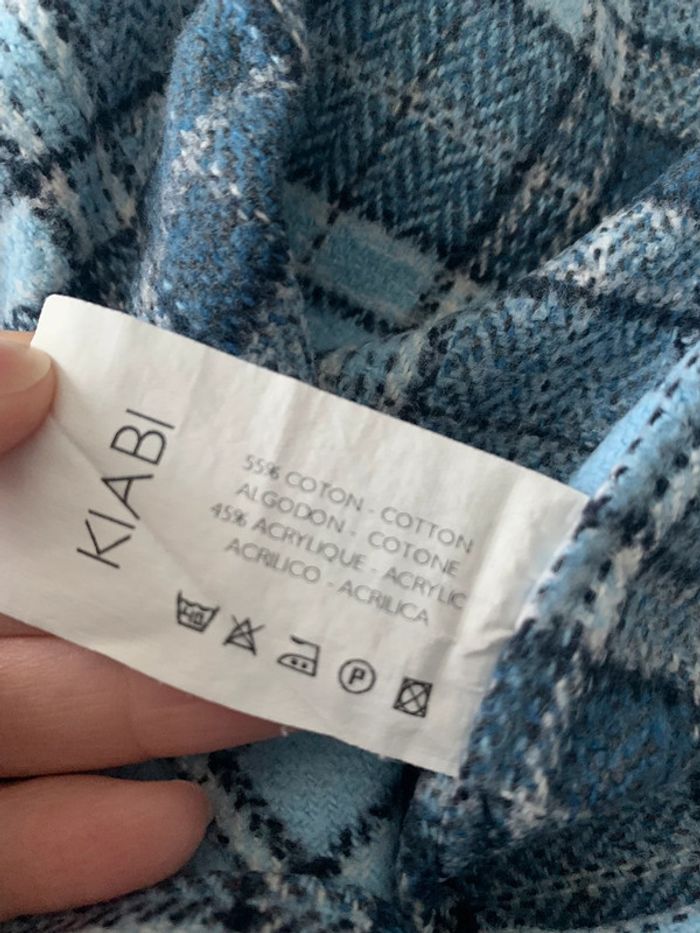 KIABI
55% COTON - COTTON
ALGODON - COTONE
45% ACRYLIQUE - ACRYLIC
ACRILICO - ACRILICA
P